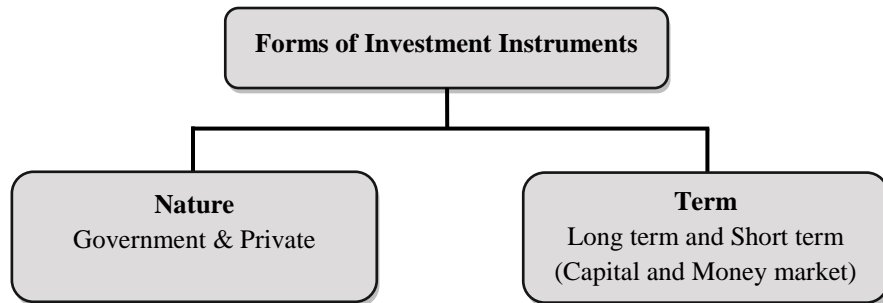 Forms of Investment Instruments
Nature
Government & Private
Term
Long term and Short term
(Capital and Money market)